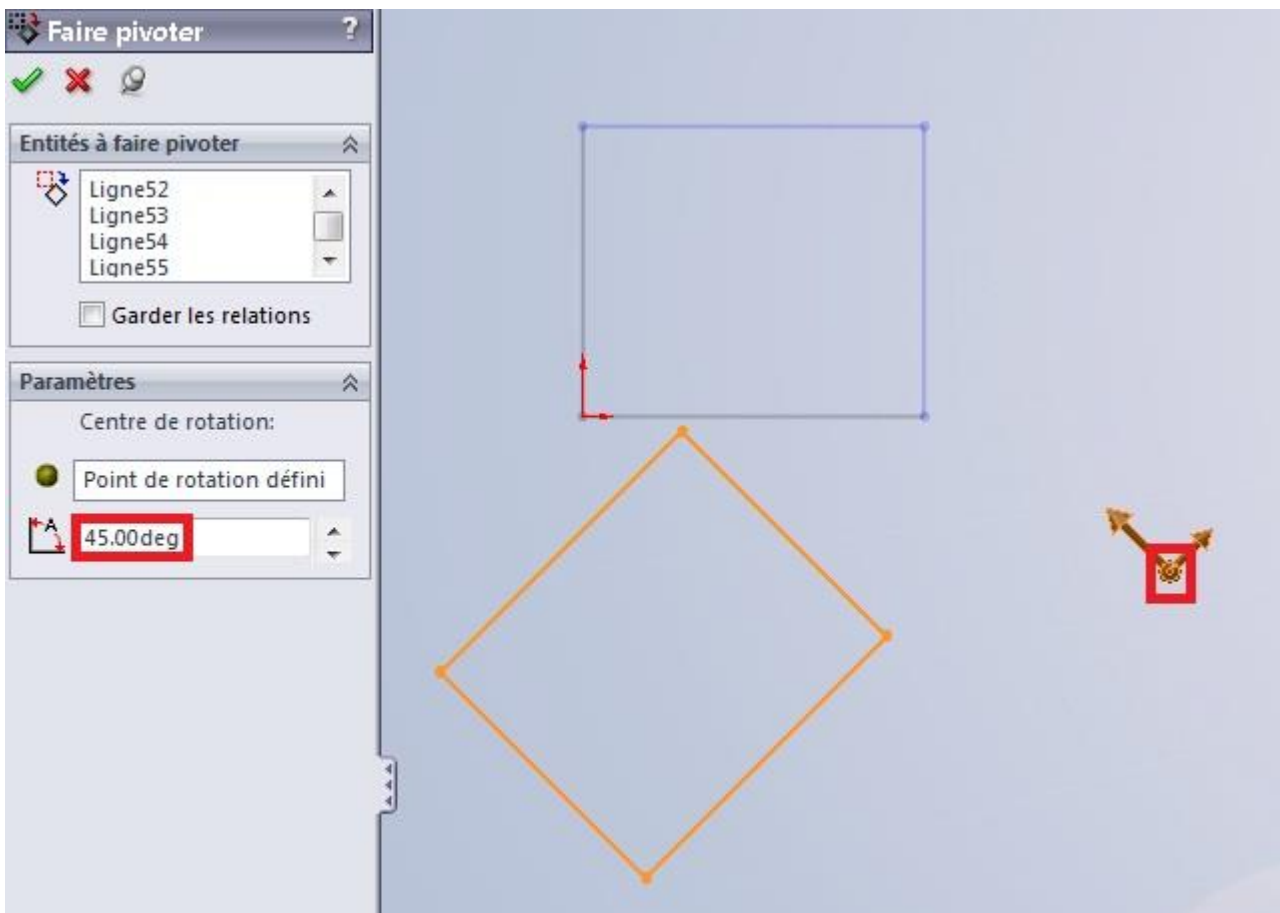 Faire pivoter ?
Entités à faire pivoter
Ligne52
Ligne53
Ligne54
Ligne55
Garder les relations
Paramètres
Centre de rotation:
Point de rotation défini
A
45.00deg